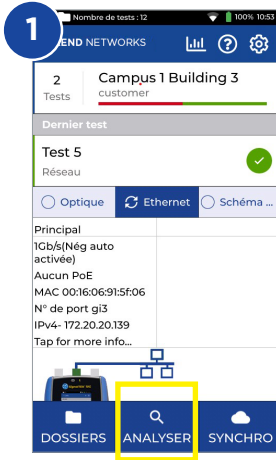 1
Nombre de tests : 12
100% 10:53
END NETWORKS
2
Tests
Campus 1 Building 3
customer
Dernier test
Test 5
Réseau
Optique
Ethernet
Schéma ...
Principal
1Gb/s(Nég auto
activée)
Aucun PoE
MAC 00:16:06:91:5f:06
N° de port gi3
IPv4- 172.20.20.139
Tap for more info...
DOSSIERS
ANALYSER
SYNCHRO